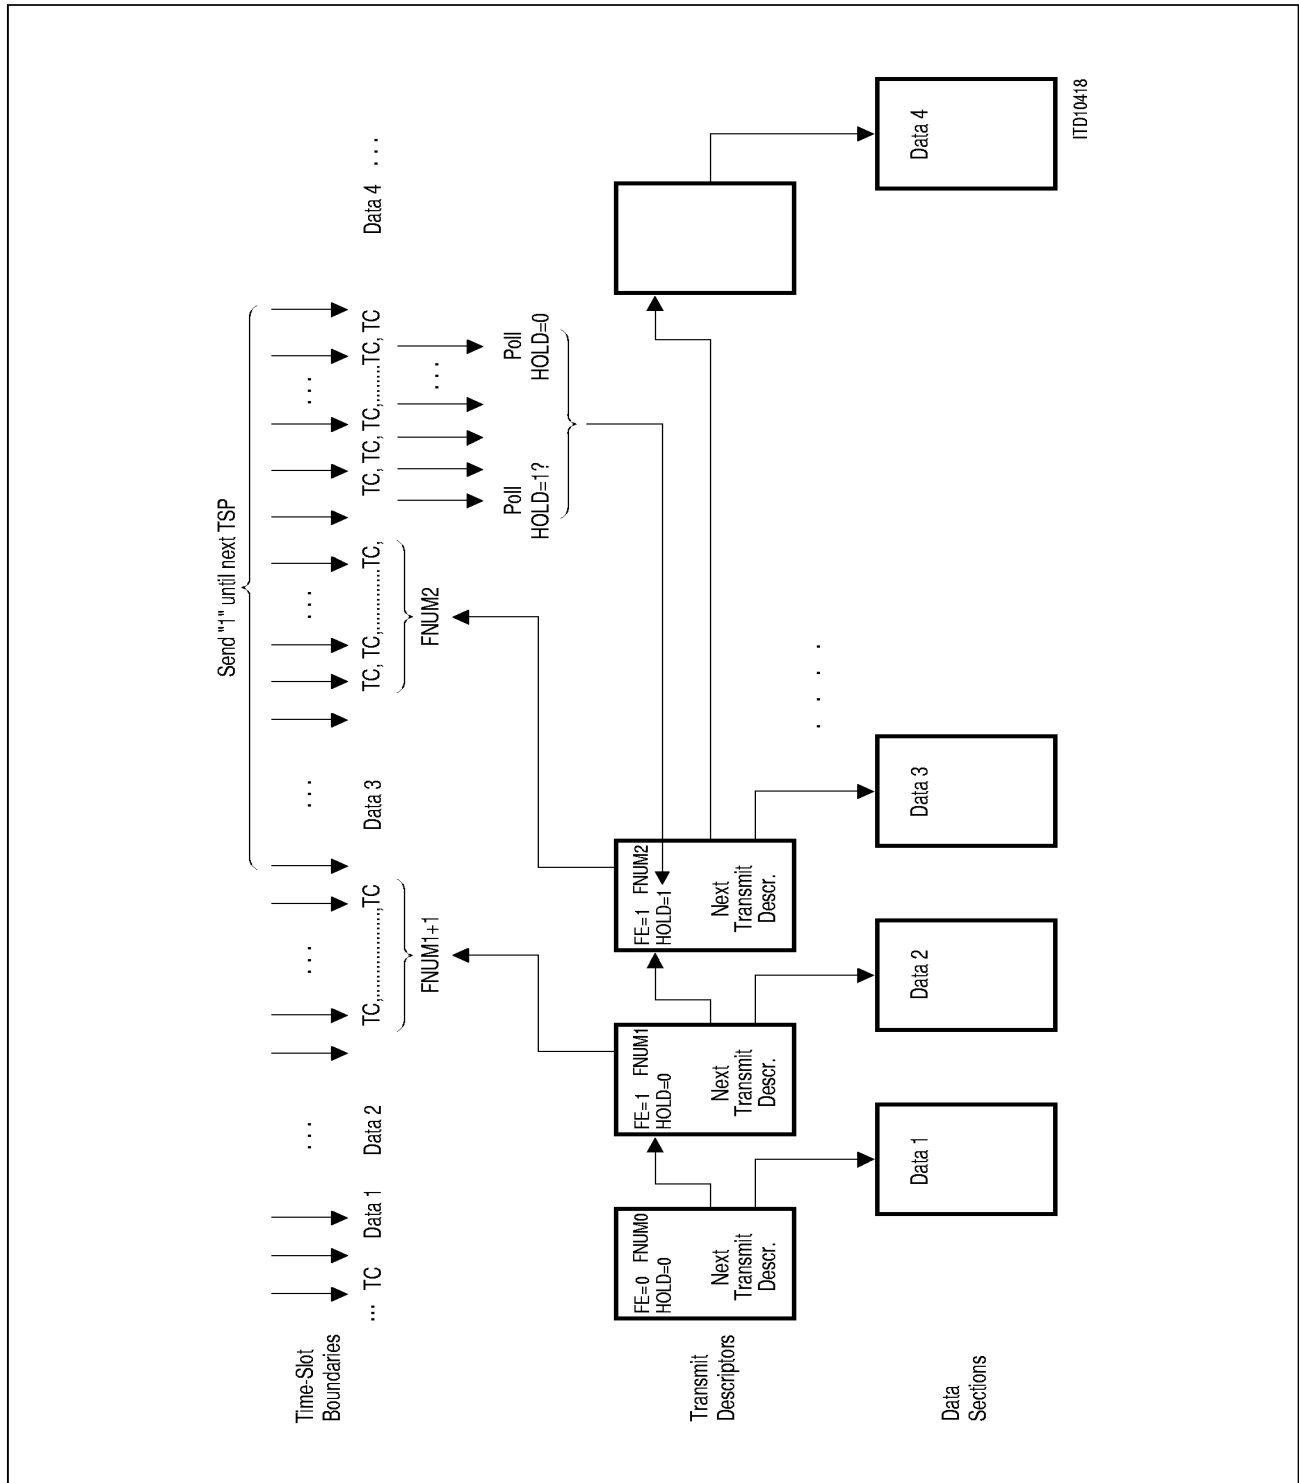 Send "1" until next TSP
Time-Slot
Boundaries
... TC
Data 1
Data 2
TC,....................,TC
Data 3
TC, TC,...............TC,
TC, TC, TC,.........TC, TC
Data 4
...
FNUM1+1
FNUM2
Poll
HOLD=1?
Poll
HOLD=0
Transmit
Descriptors
FE=0 FNUM0
HOLD=0
Next
Transmit
Descr.
FE=1 FNUM1
HOLD=0
Next
Transmit
Descr.
FE=1 FNUM2
HOLD=1
Next
Transmit
Descr.
Data
Sections
Data 1
Data 2
Data 3
Data 4
ITD10418